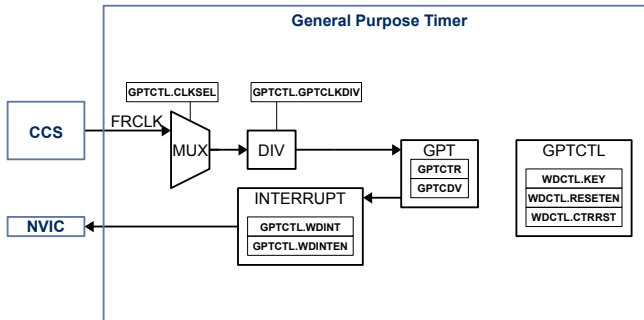 General Purpose Timer
GPTCTL.CLKSEL
GPTCTL.GPTCLKDIV
CCS
FRCLK
MUX
DIV
GPT
GPTCTR
GPTCDV
GPTCTL
WDCTL.KEY
WDCTL.RESETEN
WDCTL.CTRRST
INTERRUPT
GPTCTL.WDINT
GPTCTL.WDINTEN
NVIC